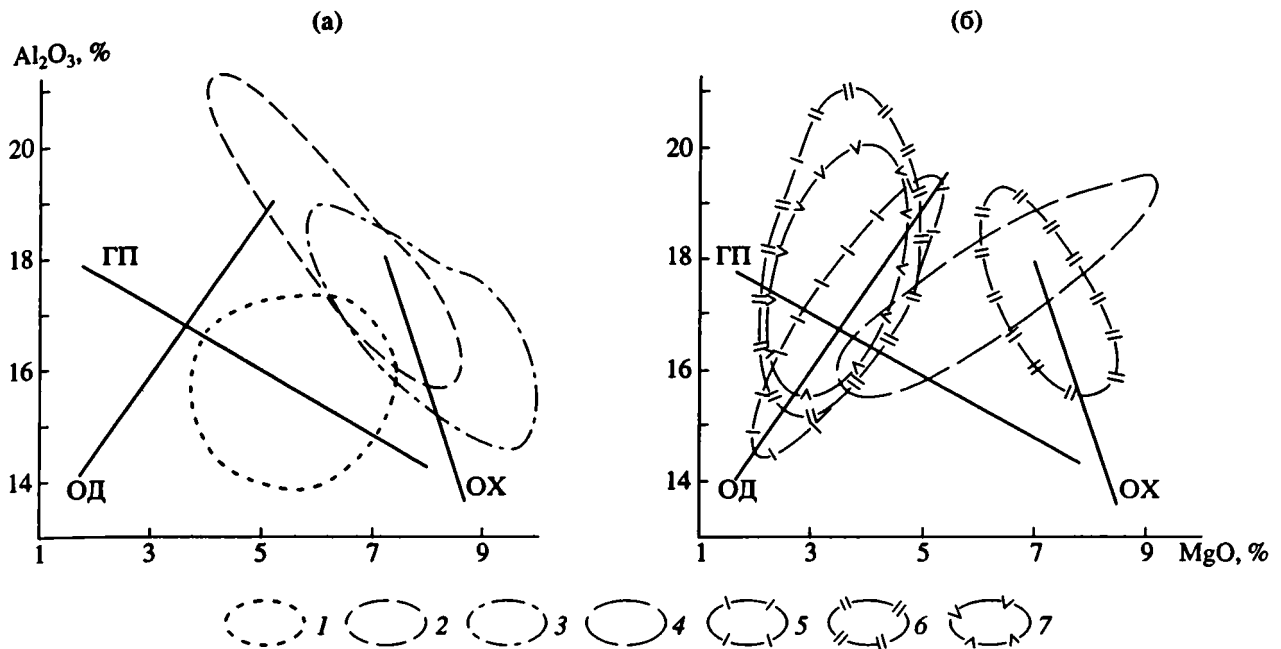 (а) (б)
Al₂O₃, %
20 20
ГП ГП
18 18
16 16
14 14
ОД ОХ ОД ОХ
1 3 5 7 9 1 3 5 7 9 MgO, %
1 2 3 4 5 6 7